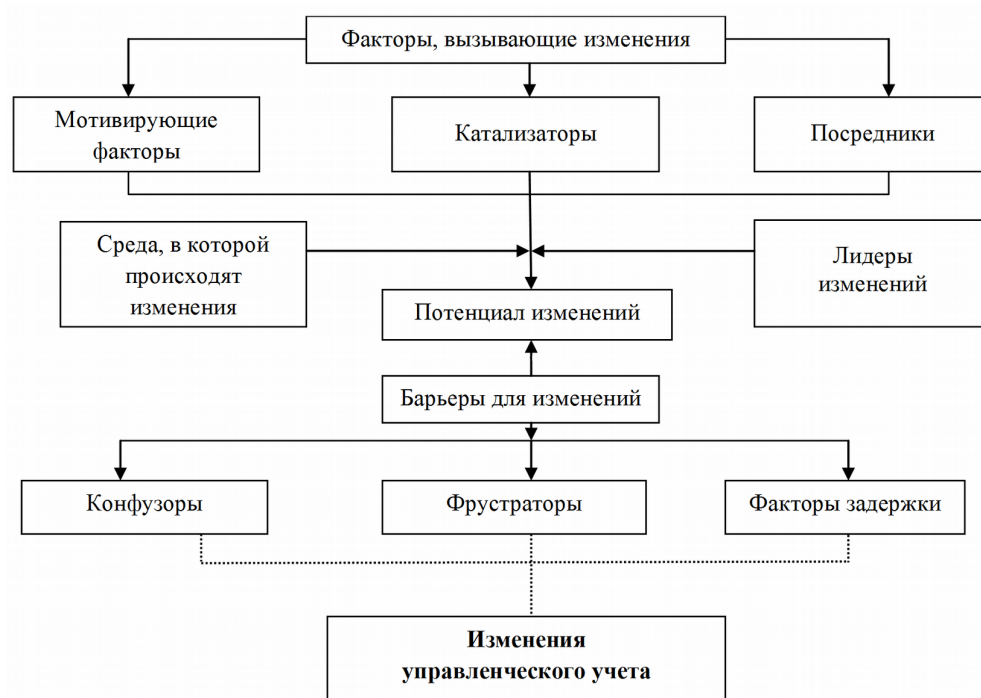 Факторы, вызывающие изменения
Мотивирующие
факторы
Катализаторы
Посредники
Среда, в которой
происходят
изменения
Лидеры
изменений
Потенциал изменений
Барьеры для изменений
Конфузоры
Фрустраторы
Факторы задержки
Изменения
управленческого учета